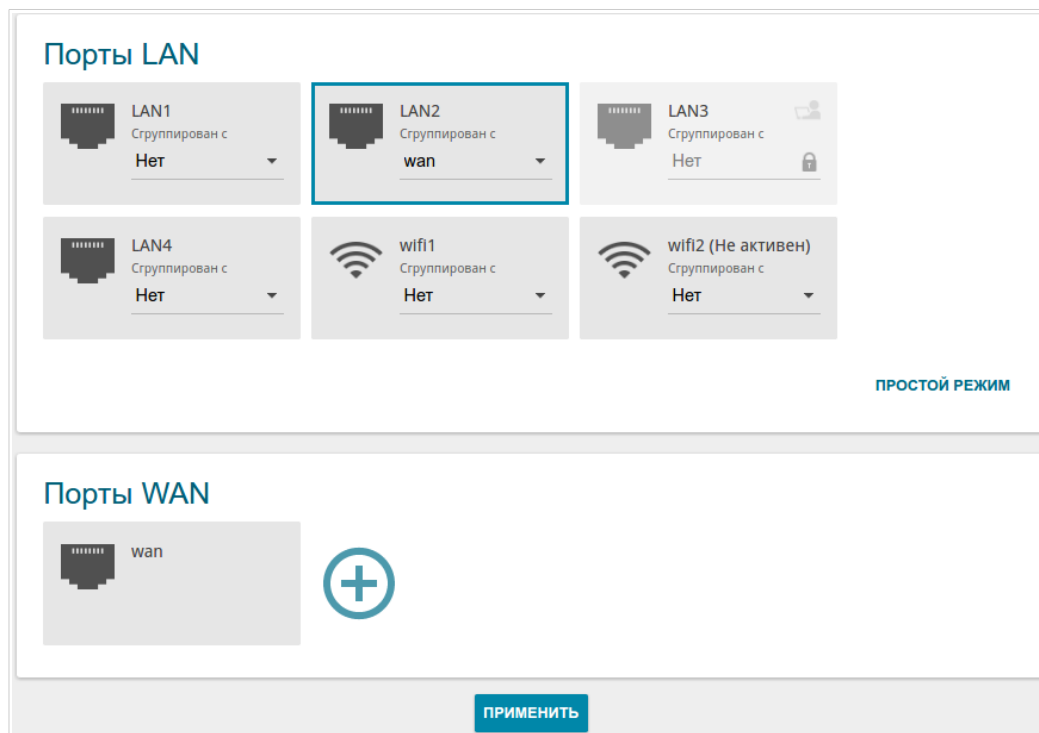 Порты LAN
LAN1
Сгруппирован с
Нет
LAN2
Сгруппирован с
wan
LAN3
Сгруппирован с
Нет
LAN4
Сгруппирован с
Нет
wifi1
Сгруппирован с
Нет
wifi2 (Не активен)
Сгруппирован с
Нет
ПРОСТОЙ РЕЖИМ
Порты WAN
wan
ПРИМЕНИТЬ